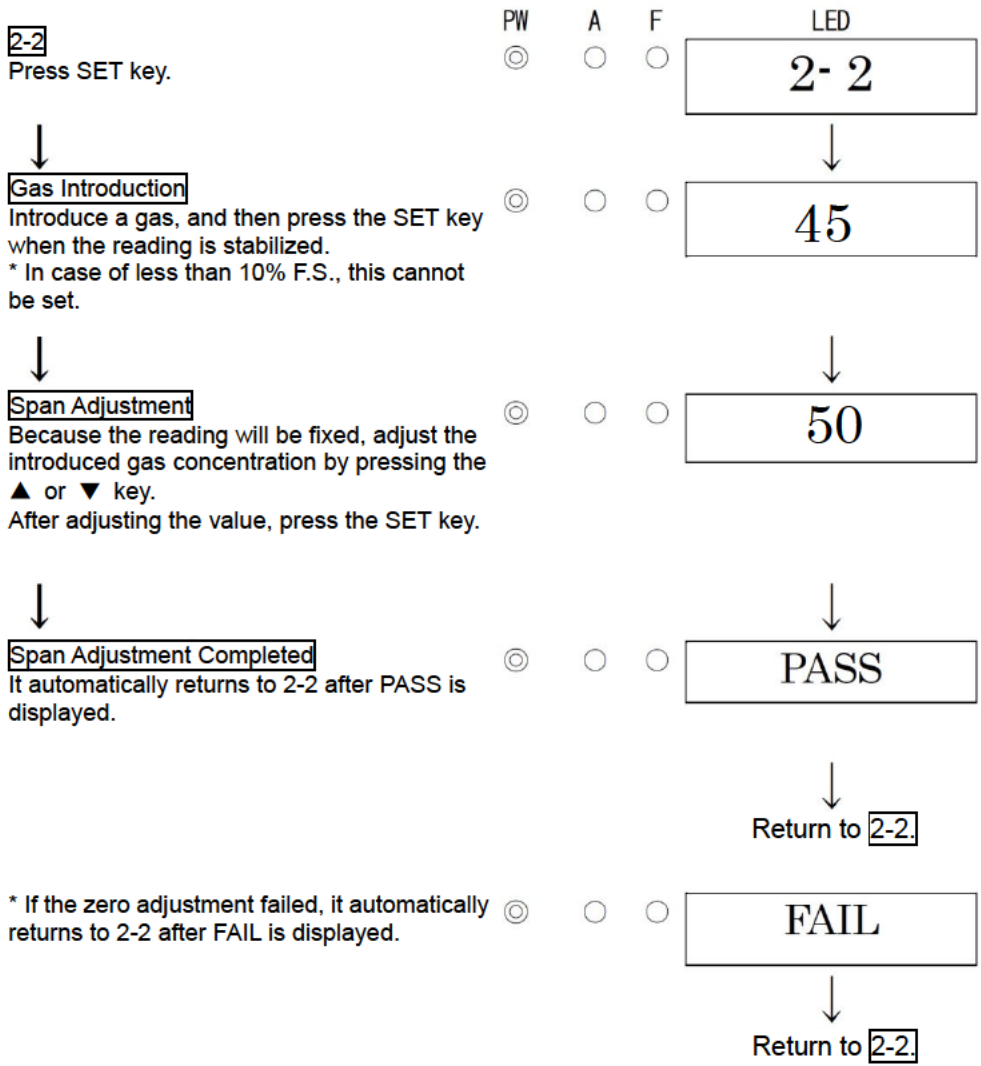 PW A F LED
2-2
Press SET key.
2- 2
Gas Introduction
Introduce a gas, and then press the SET key
when the reading is stabilized.
* In case of less than 10% F.S., this cannot
be set.
45
Span Adjustment
Because the reading will be fixed, adjust the
introduced gas concentration by pressing the
▲ or ▼ key.
After adjusting the value, press the SET key.
50
Span Adjustment Completed
It automatically returns to 2-2 after PASS is
displayed.
PASS
Return to 2-2.
* If the zero adjustment failed, it automatically
returns to 2-2 after FAIL is displayed.
FAIL
Return to 2-2.